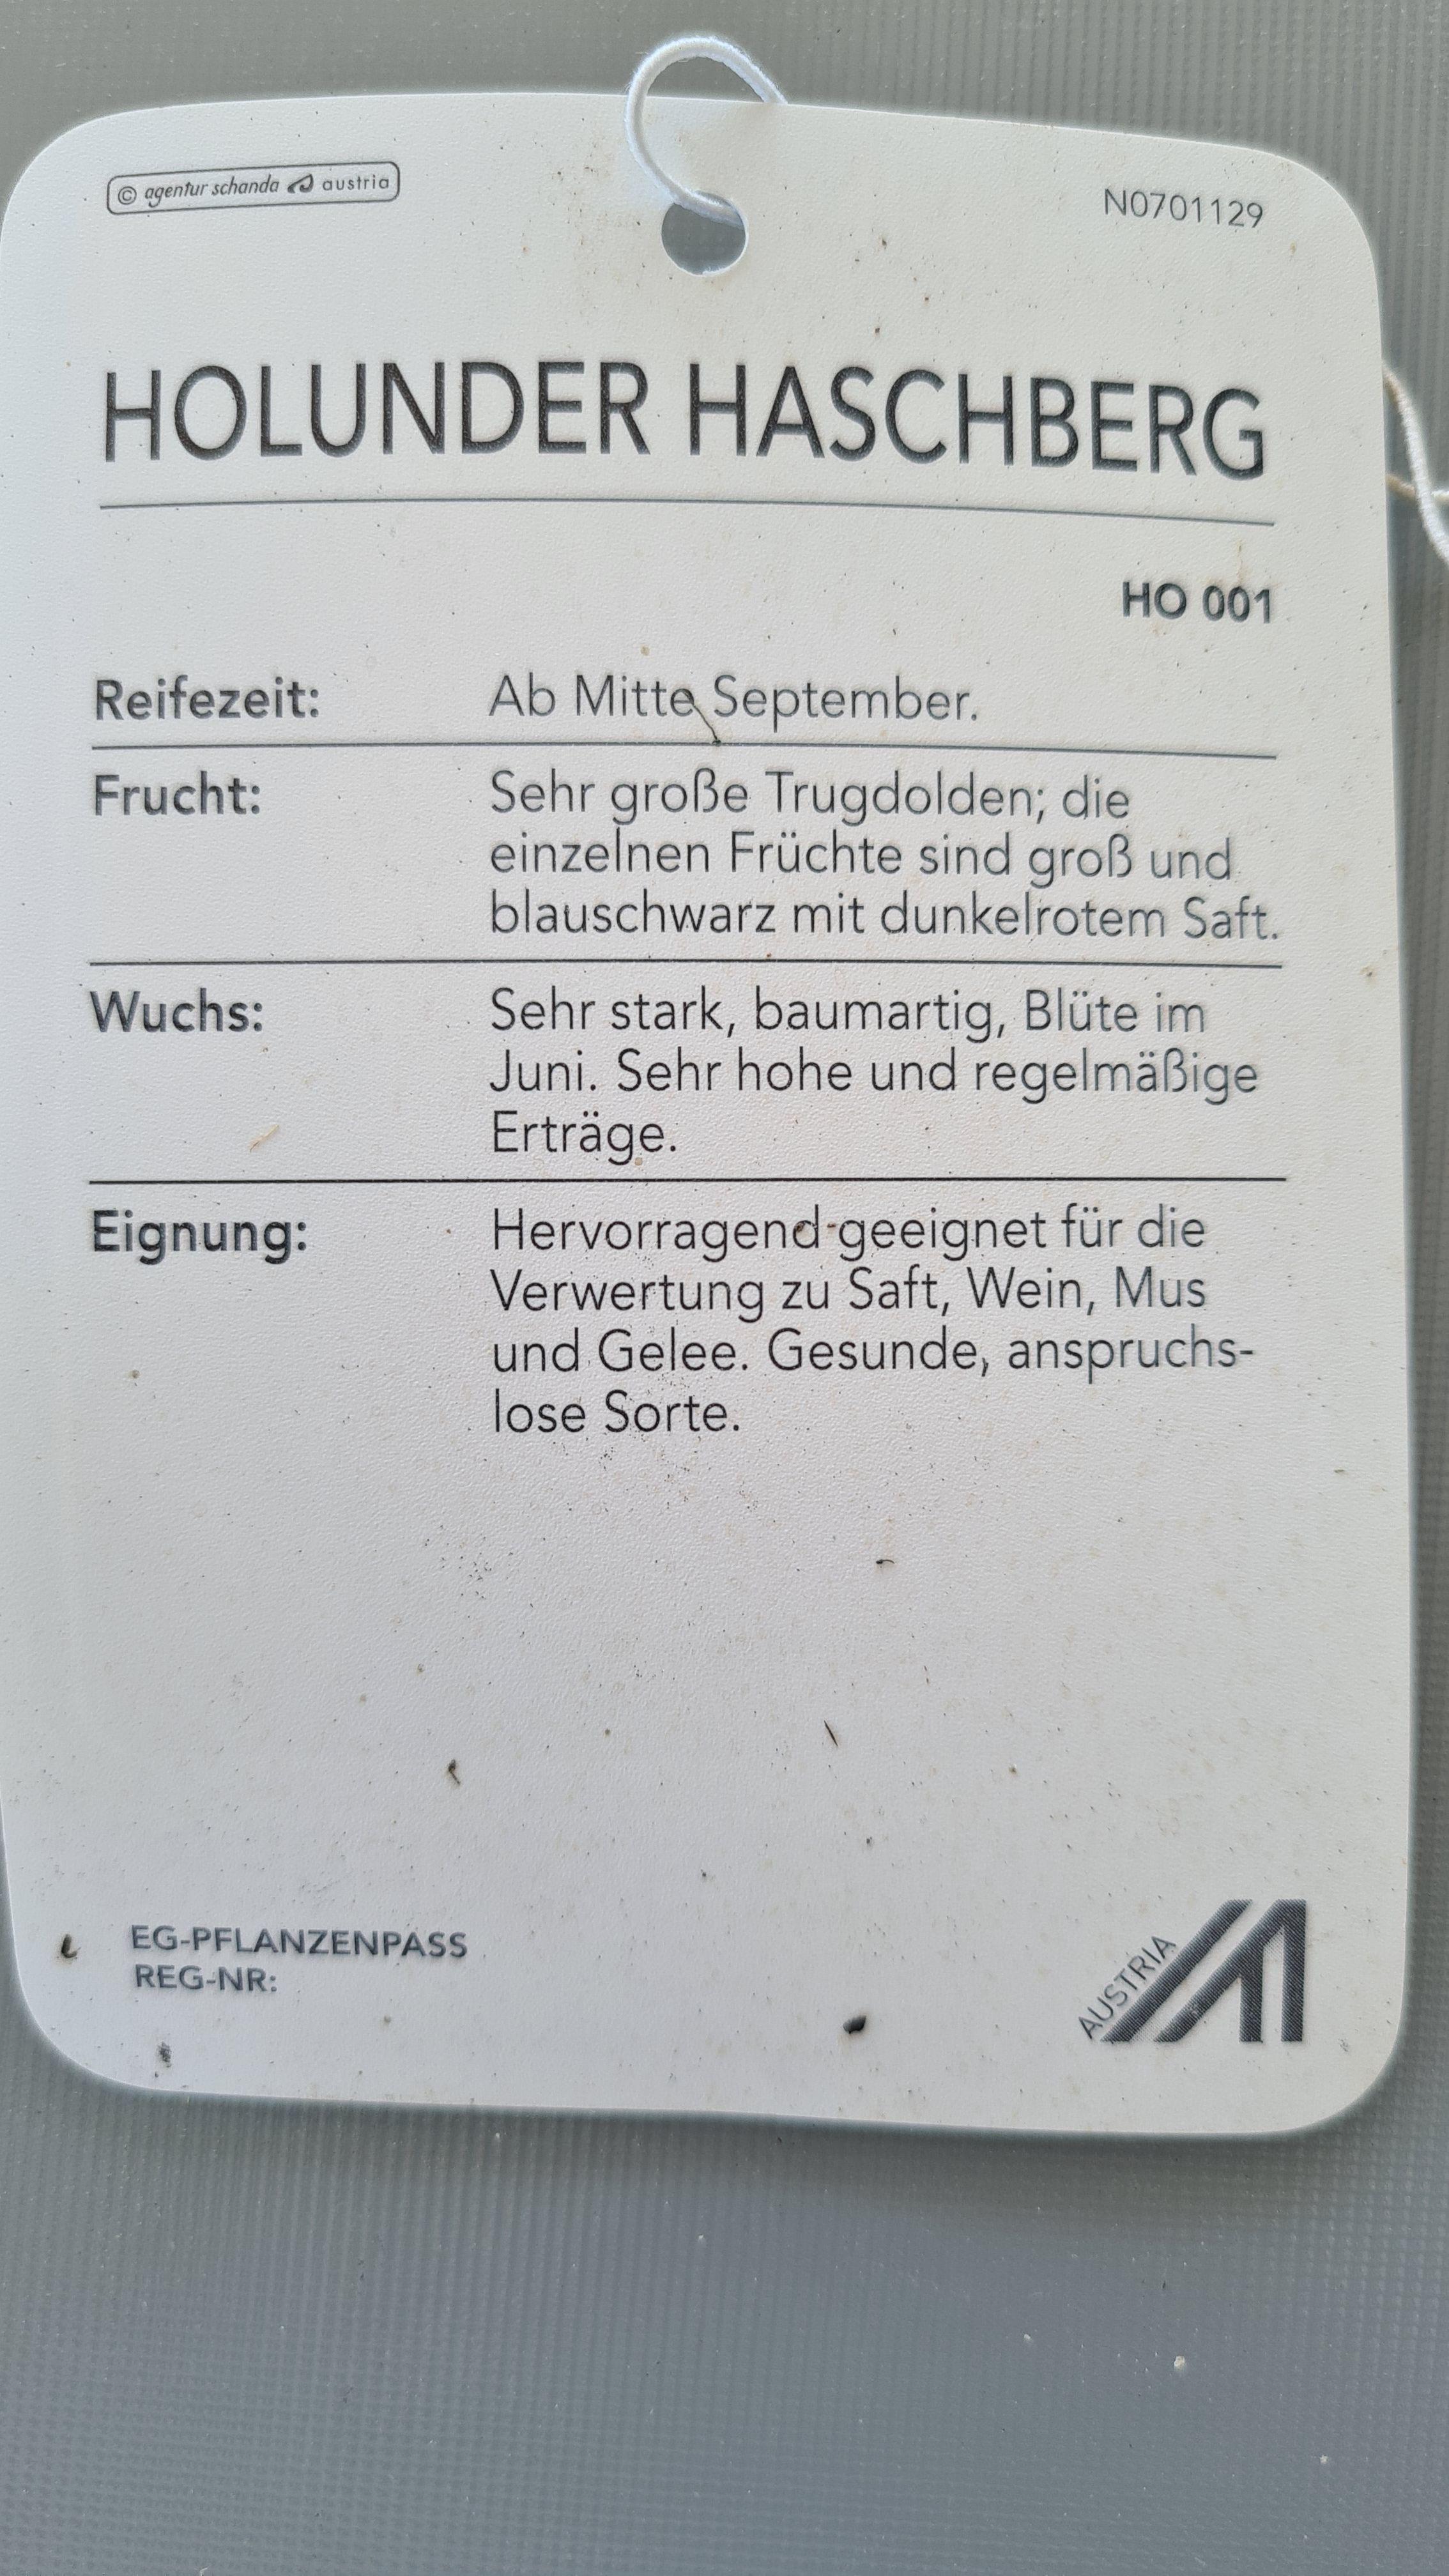 © agentur schanda austria
N0701129
HOLUNDER HASCHBERG
HO 001
Reifezeit: Ab Mitte September.
Frucht: Sehr große Trugdolden; die
einzelnen Früchte sind groß und
blauschwarz mit dunkelrotem Saft.
Wuchs: Sehr stark, baumartig, Blüte im
Juni. Sehr hohe und regelmäßige
Erträge.
Eignung: Hervorragend geeignet für die
Verwertung zu Saft, Wein, Mus
und Gelee. Gesunde, anspruchs-
lose Sorte.
EG-PFLANZENPASS
REG-NR:
AUSTRIA